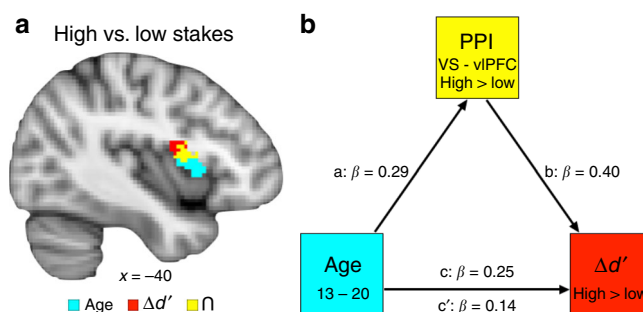 a
High vs. low stakes
x = –40
Age Δd′ ∩
b
PPI
VS - vlPFC
High > low
a: β = 0.29
b: β = 0.40
Age
13 – 20
c: β = 0.25
c′: β = 0.14
Δd′
High > low